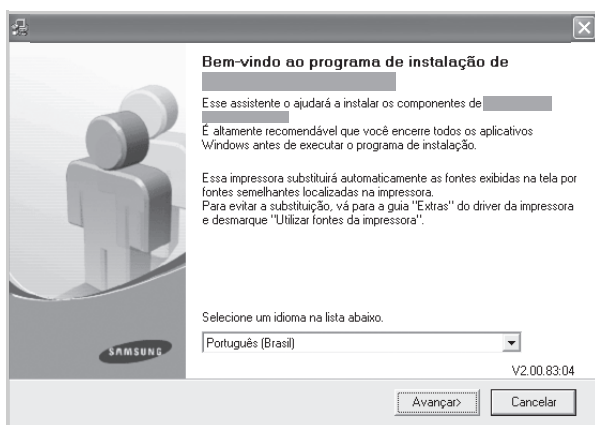 Bem-vindo ao programa de instalação de
Esse assistente o ajudará a instalar os componentes de
É altamente recomendável que você encerre todos os aplicativos
Windows antes de executar o programa de instalação.
Essa impressora substituirá automaticamente as fontes exibidas na tela por
fontes semelhantes localizadas na impressora.
Para evitar a substituição, vá para a guia "Extras" do driver da impressora
e desmarque "Utilizar fontes da impressora".
Selecione um idioma na lista abaixo.
Português (Brasil)
SAMSUNG
V2.00.83:04
Avançar>
Cancelar